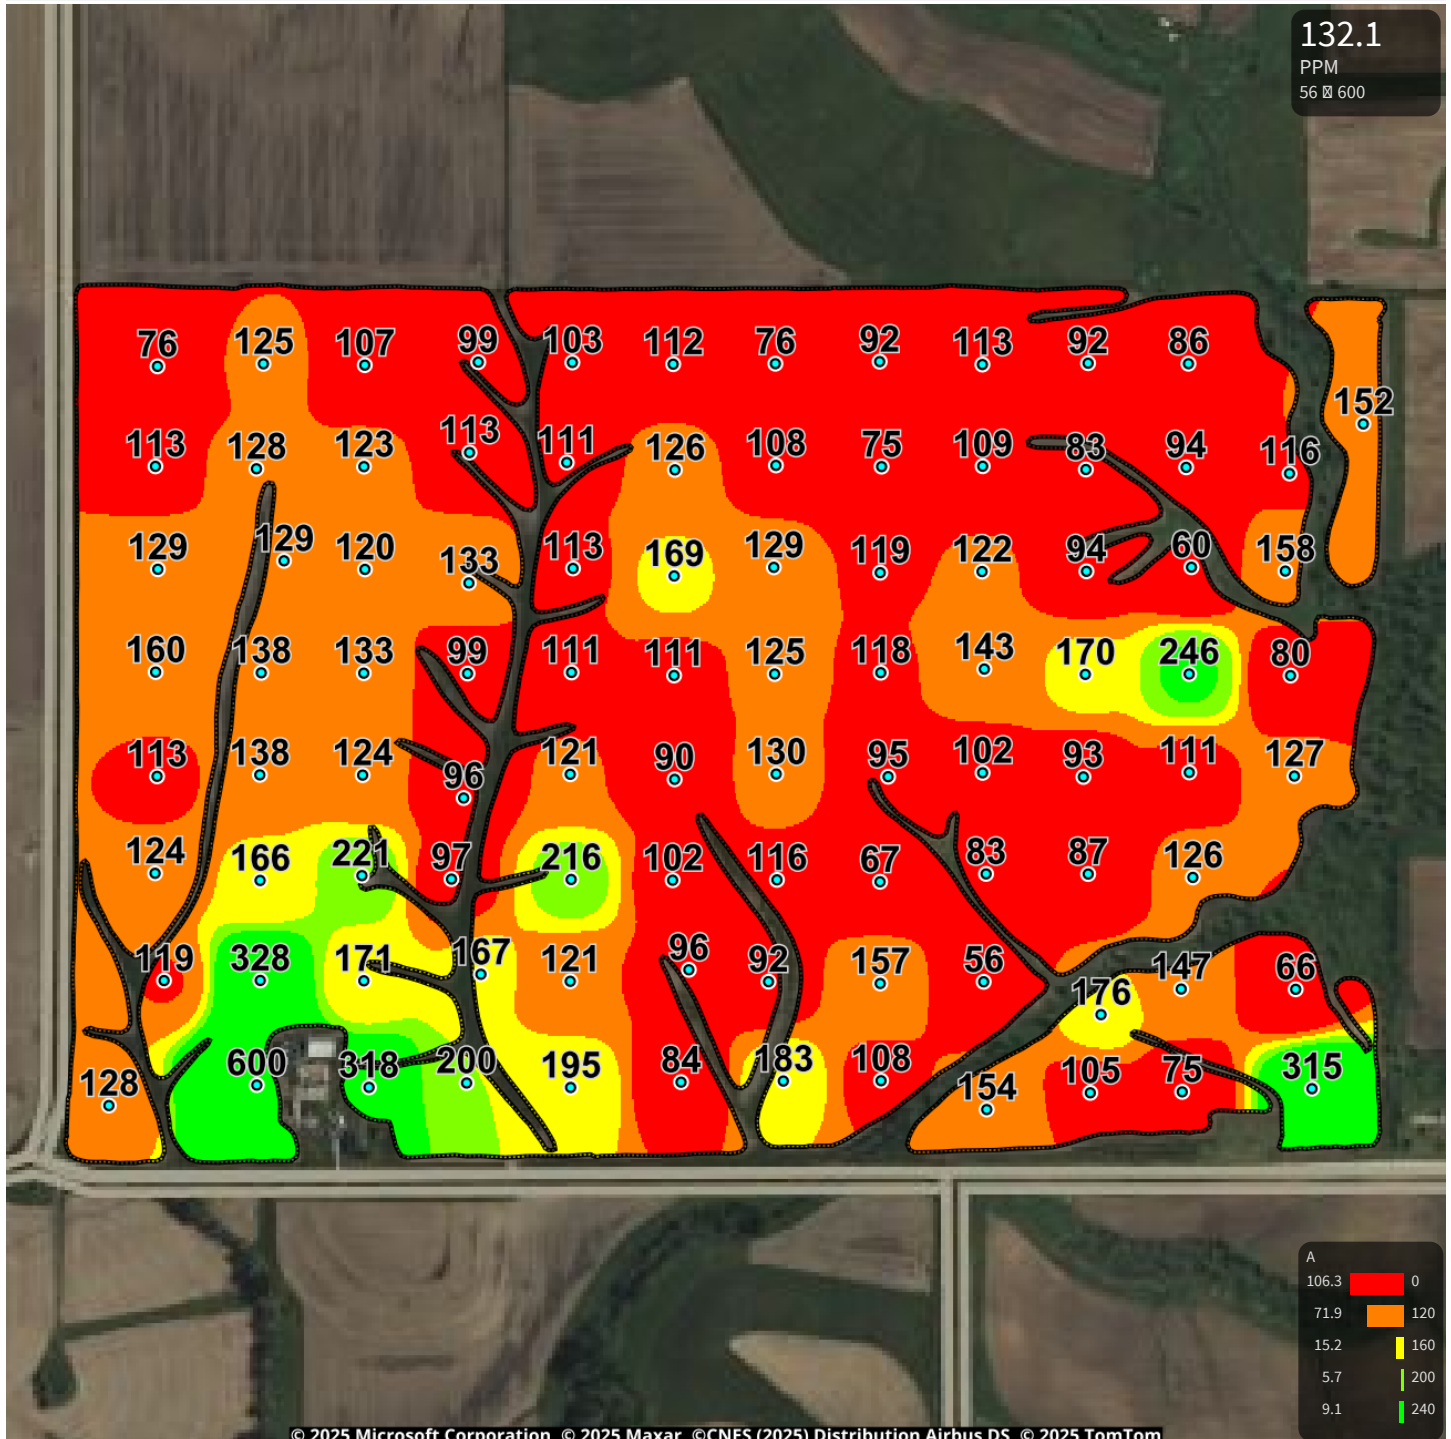 132.1
PPM
56 600
76 125 107 99 103 112 76 92 113 92 86
152
113 128 123 113 111 126 108 75 109 83 94 116
129 129 120 133 113 169 129 119 122 94 60 158
160 138 133 99 111 111 125 118 143 170 246 80
113 138 124 96 121 90 130 95 102 93 111 127
124 166 221 97 216 102 116 67 83 87 126
119 328 171 167 121 96 92 157 56 176 147 66
128 600 318 200 195 84 183 108 154 105 75 315
A
106.3 0
71.9 120
15.2 160
5.7 200
9.1 240
© 2025 Microsoft Corporation, © 2025 Maxar, ©CNES (2025) Distribution Airbus DS, © 2025 TomTom